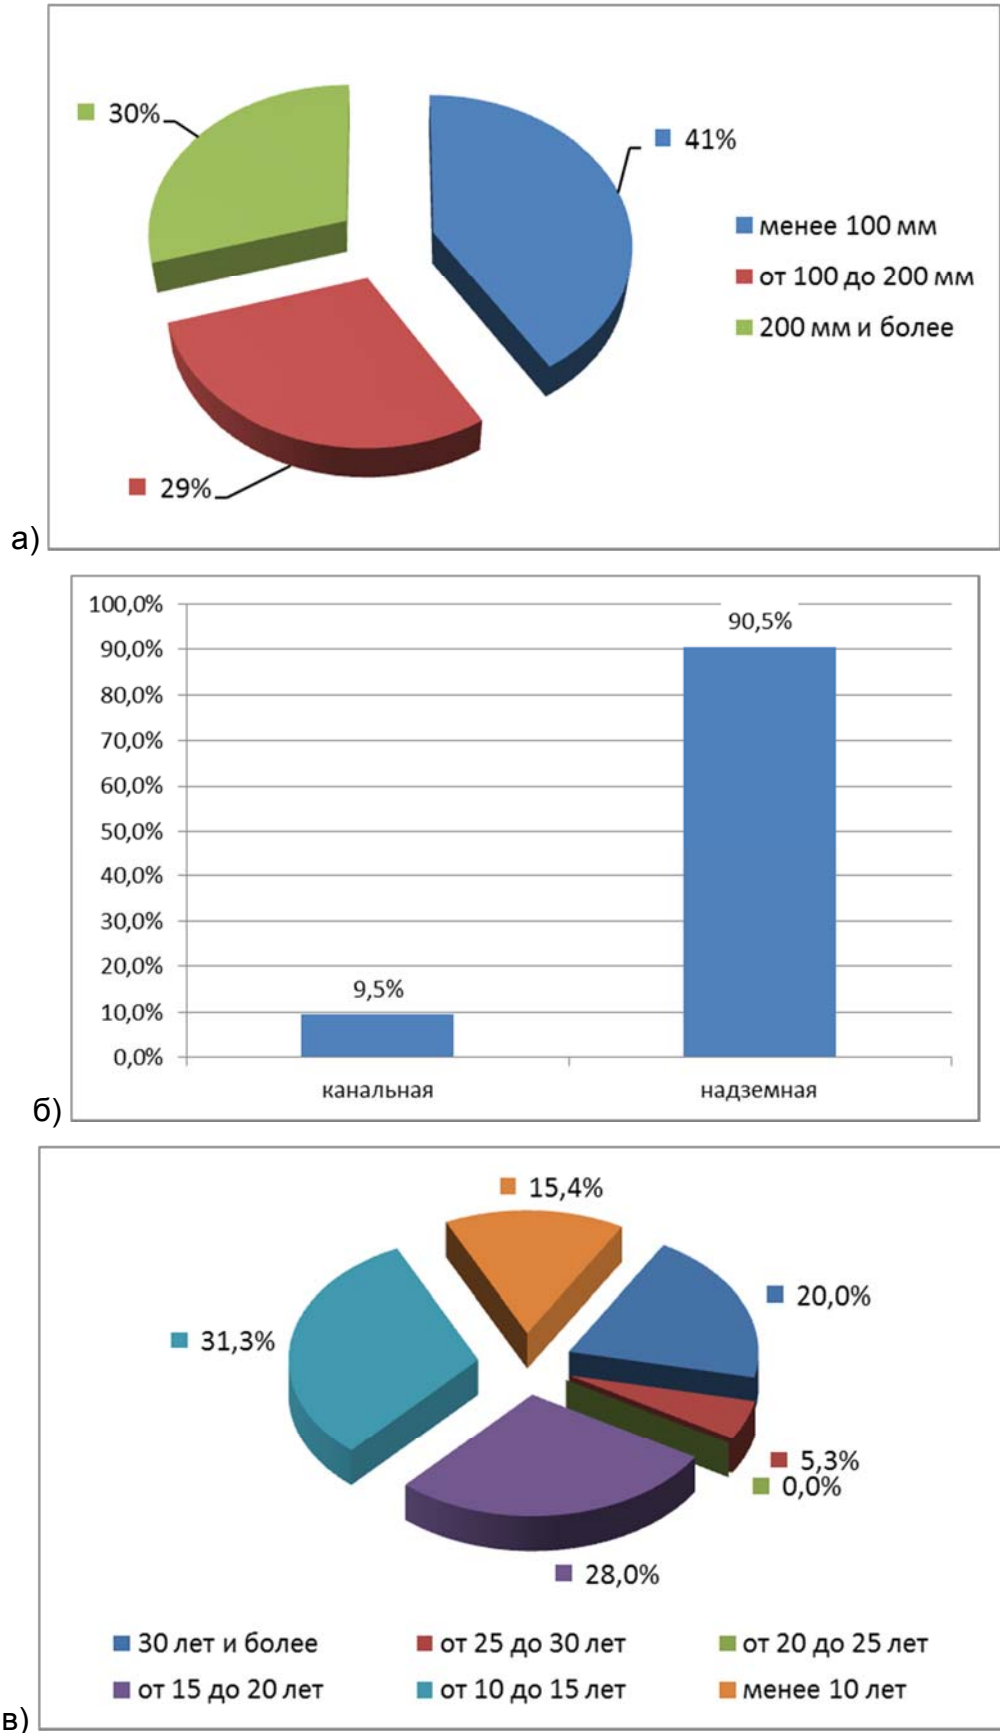 30%
41%
менее 100 мм
от 100 до 200 мм
200 мм и более
29%
а)
100,0%
90,0%
80,0%
70,0%
60,0%
50,0%
40,0%
30,0%
20,0%
10,0%
0,0%
90,5%
9,5%
канальная надземная
б)
15,4%
20,0%
31,3%
5,3%
0,0%
28,0%
30 лет и более от 25 до 30 лет от 20 до 25 лет
от 15 до 20 лет от 10 до 15 лет менее 10 лет
в)